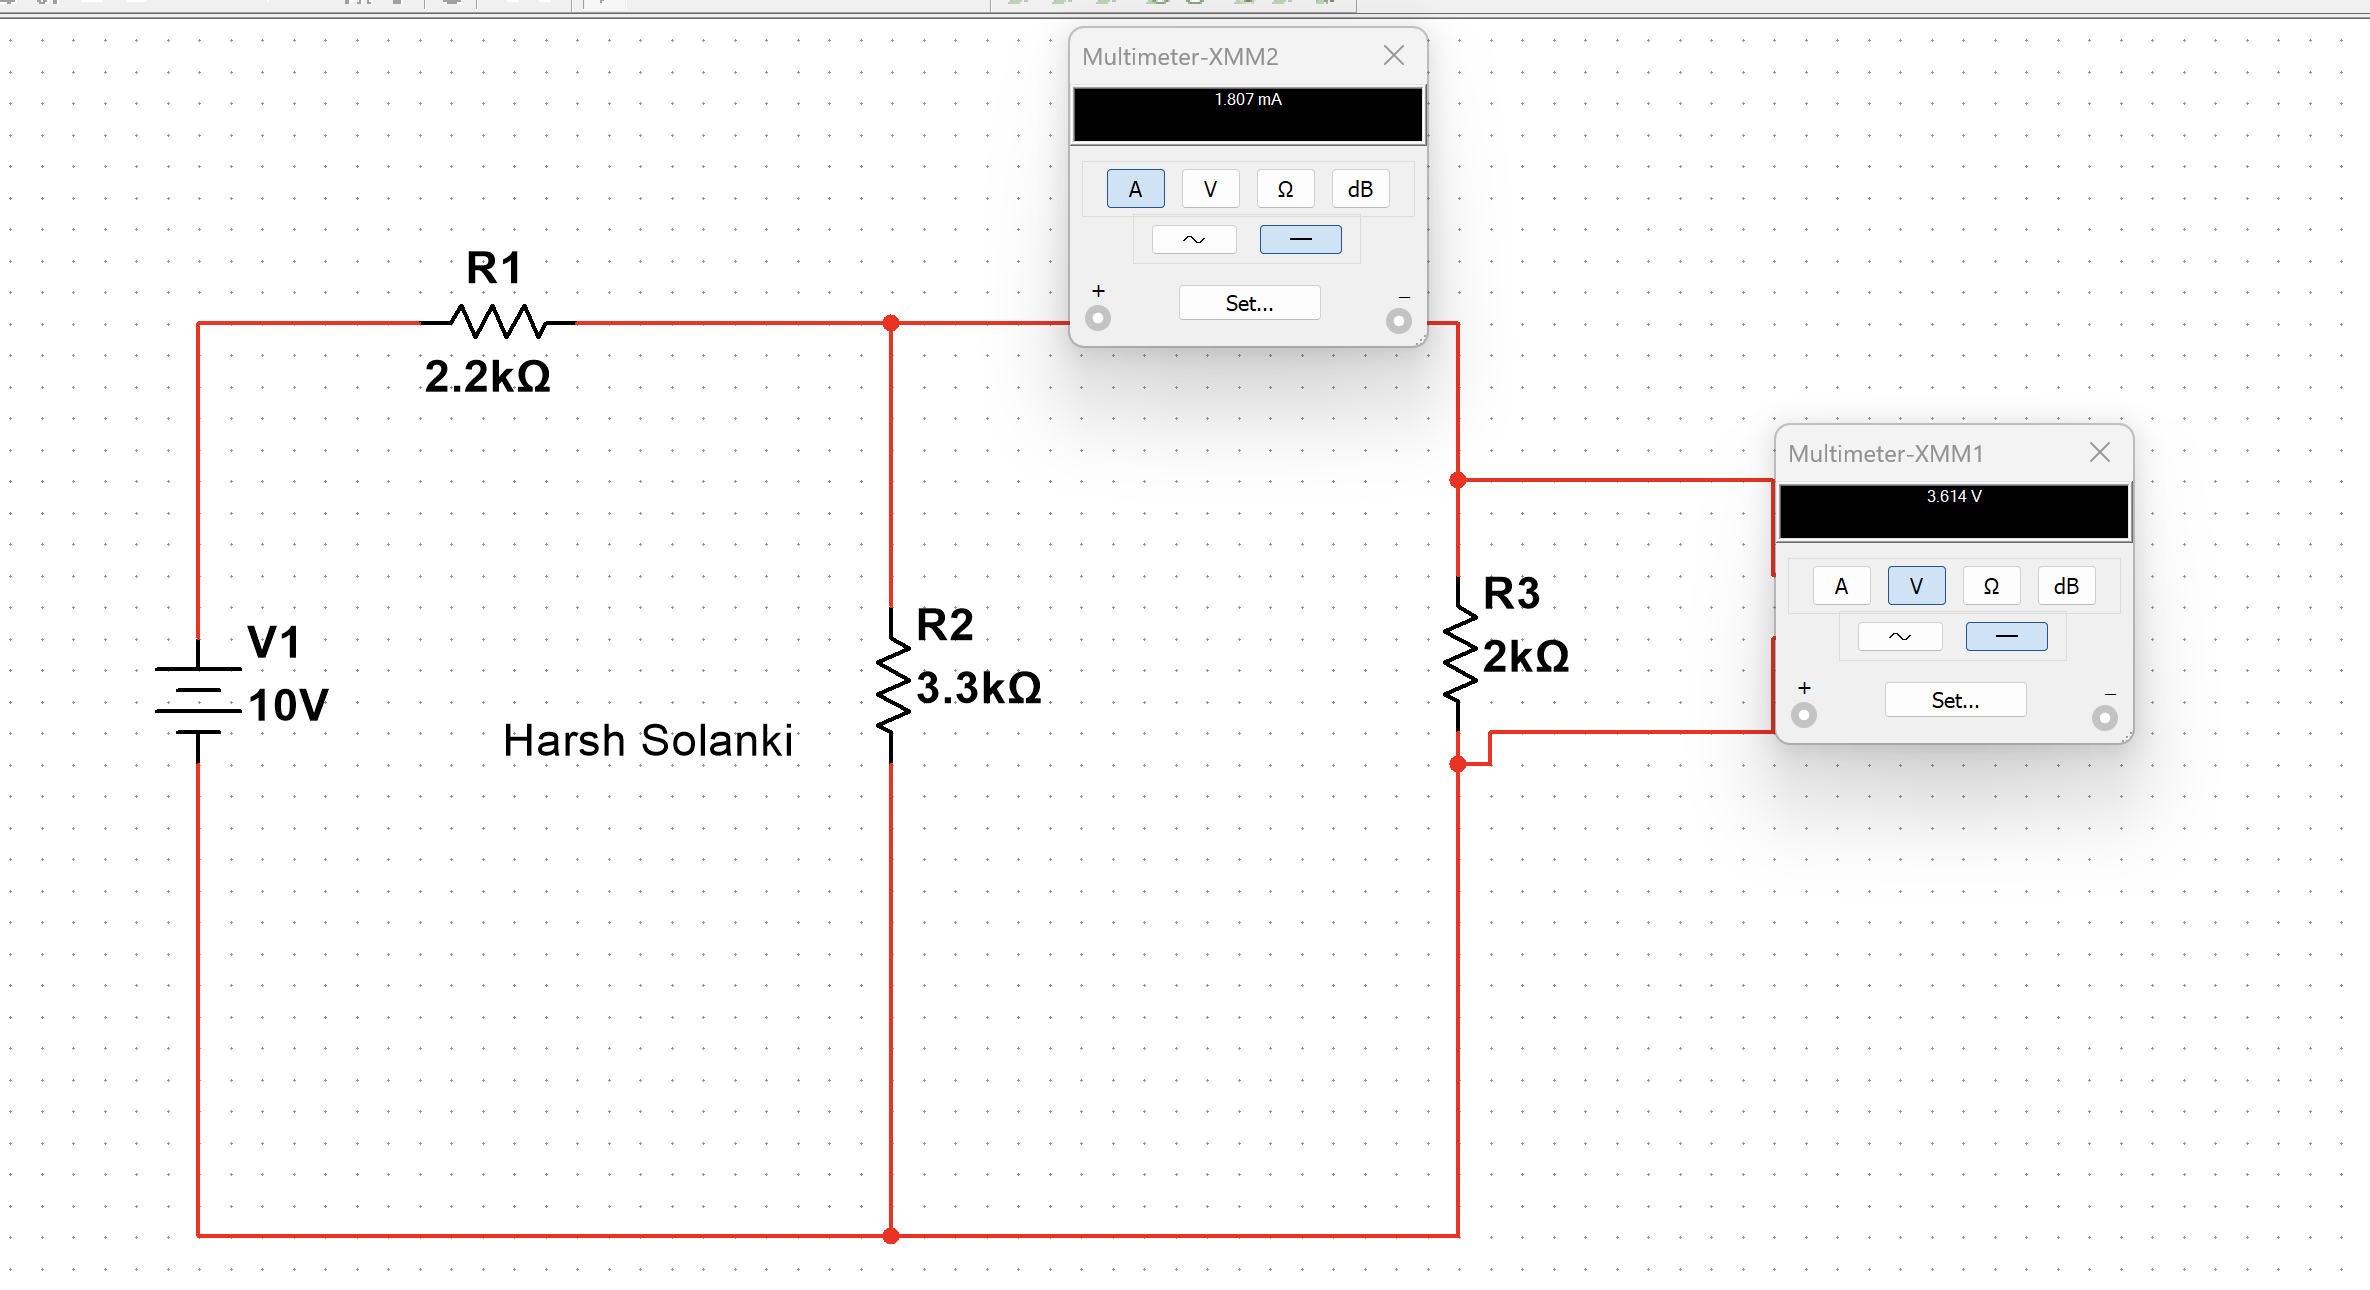 Multimeter-XMM2
1.807 mA
A V Ω dB
~ —
+ –
Set...
R1
2.2kΩ
Multimeter-XMM1
3.614 V
A V Ω dB
~ —
+ –
Set...
R3
2kΩ
R2
3.3kΩ
V1
10V
Harsh Solanki